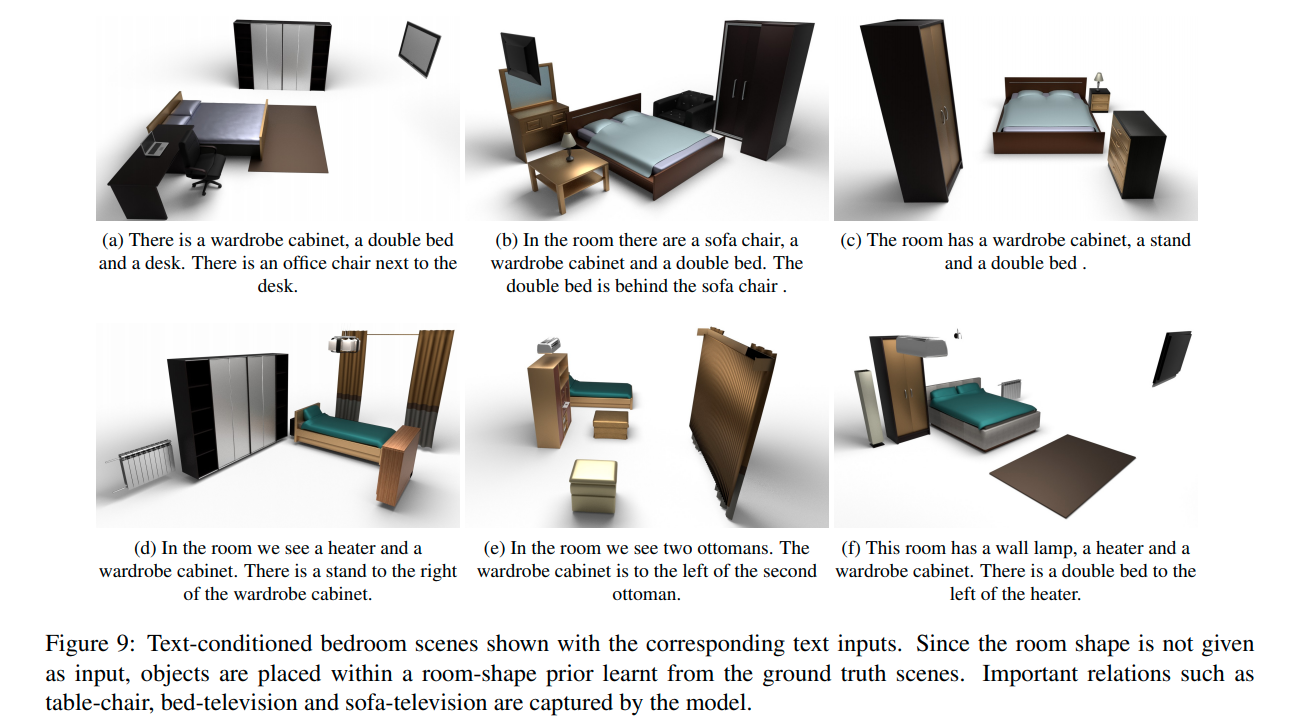 (a) There is a wardrobe cabinet, a double bed
and a desk. There is an office chair next to the
desk.
(b) In the room there are a sofa chair, a
wardrobe cabinet and a double bed. The
double bed is behind the sofa chair .
(c) The room has a wardrobe cabinet, a stand
and a double bed .
(d) In the room we see a heater and a
wardrobe cabinet. There is a stand to the right
of the wardrobe cabinet.
(e) In the room we see two ottomans. The
wardrobe cabinet is to the left of the second
ottoman.
(f) This room has a wall lamp, a heater and a
wardrobe cabinet. There is a double bed to the
left of the heater.
Figure 9: Text-conditioned bedroom scenes shown with the corresponding text inputs. Since the room shape is not given
as input, objects are placed within a room-shape prior learnt from the ground truth scenes. Important relations such as
table-chair, bed-television and sofa-television are captured by the model.